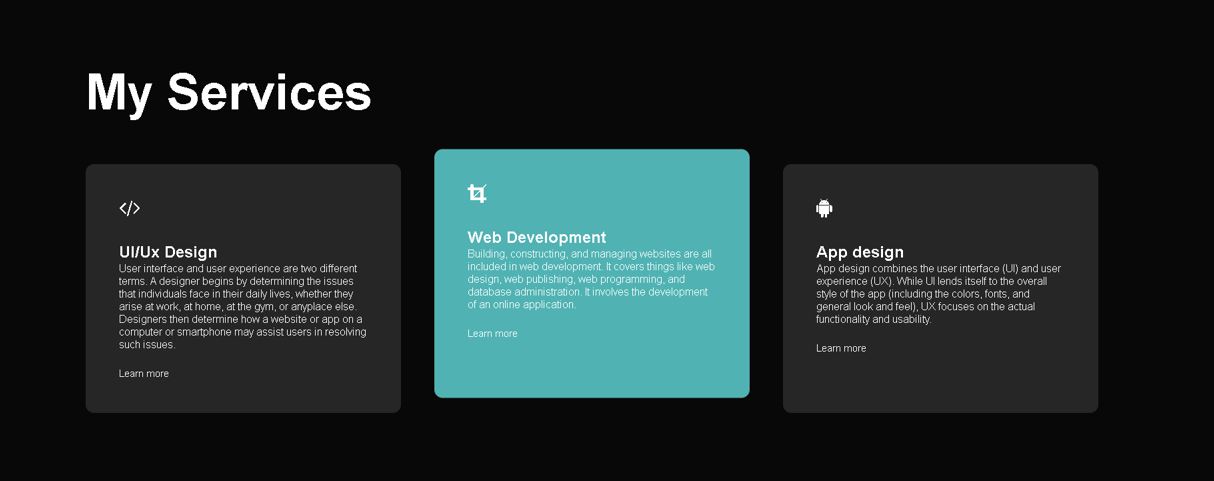 My Services
UI/Ux Design
User interface and user experience are two different
terms. A designer begins by determining the issues
that individuals face in their daily lives, whether they
arise at work, at home, at the gym, or anyplace else.
Designers then determine how a website or app on a
computer or smartphone may assist users in resolving
such issues.
Learn more
Web Development
Building, constructing, and managing websites are all
included in web development. It covers things like web
design, web publishing, web programming, and
database administration. It involves the development
of an online application.
Learn more
App design
App design combines the user interface (UI) and user
experience (UX). While UI lends itself to the overall
style of the app (including the colors, fonts, and
general look and feel), UX focuses on the actual
functionality and usability.
Learn more